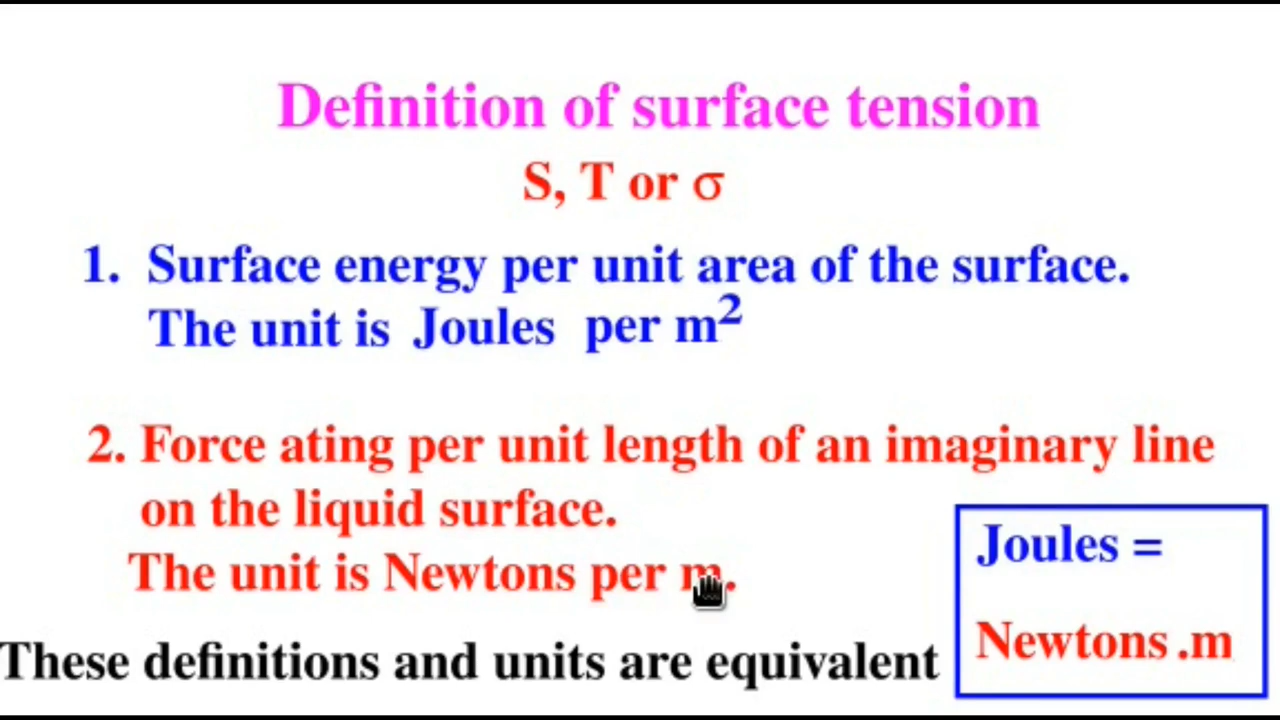 Definition of surface tension
S, T or σ
1. Surface energy per unit area of the surface.
The unit is Joules per m²
2. Force ating per unit length of an imaginary line
on the liquid surface.
The unit is Newtons per m.
These definitions and units are equivalent
Joules =
Newtons .m